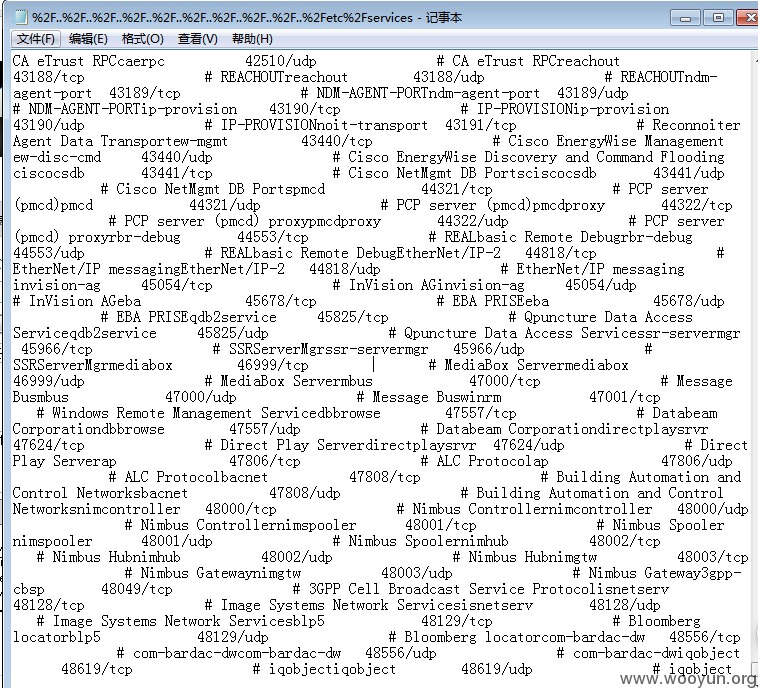 %2F..%2F..%2F..%2F..%2F..%2F..%2F..%2F..%2F..%2Fetc%2Fservices - 记事本
文件(F) 编辑(E) 格式(O) 查看(V) 帮助(H)
CA eTrust RPCcaerpc 42510/udp # CA eTrust RPCreachout
43188/tcp # REACHOUTreachout 43188/udp # REACHOUTndm-
agent-port 43189/tcp # NDM-AGENT-PORTndm-agent-port 43189/udp
# NDM-AGENT-PORTip-provision 43190/tcp # IP-PROVISIONip-provision
43190/udp # IP-PROVISIONnoit-transport 43191/tcp # Reconnoiter
Agent Data Transportew-mgmt 43440/tcp # Cisco EnergyWise Management
ew-disc-cmd 43440/udp # Cisco EnergyWise Discovery and Command Flooding
ciscocsdb 43441/tcp # Cisco NetMgmt DB Portsciscocsdb 43441/udp
# Cisco NetMgmt DB Portspmcd 44321/tcp # PCP server
(pmcd)pmcd 44321/udp # PCP server (pmcd)pmcdproxy 44322/tcp
# PCP server (pmcd) proxypmcdproxy 44322/udp # PCP server
(pmcd) proxyrbr-debug 44553/tcp # REALbasic Remote Debugrbr-debug
44553/udp # REALbasic Remote DebugEtherNet/IP-2 44818/tcp #
EtherNet/IP messagingEtherNet/IP-2 44818/udp # EtherNet/IP messaging
invision-ag 45054/tcp # InVision AGinvision-ag 45054/udp
# InVision AGeba 45678/tcp # EBA PRISEeba 45678/udp
# EBA PRISEqdb2service 45825/tcp # Qpuncture Data Access
Serviceqdb2service 45825/udp # Qpuncture Data Access Servicessr-servermgr
45966/tcp # SSRServerMgrssr-servermgr 45966/udp #
SSRServerMgrmediabox 46999/tcp # MediaBox Servermediabox
46999/udp # MediaBox Servermbus 47000/tcp # Message
Busmbus 47000/udp # Message Buswinrm 47001/tcp
# Windows Remote Management Servicedbbrowse 47557/tcp # Databeam
Corporationdbbrowse 47557/udp # Databeam Corporationdirectplaysrvr
47624/tcp # Direct Play Serverdirectplaysrvr 47624/udp # Direct
Play Serverap 47806/tcp # ALC Protocolap 47806/udp
# ALC Protocolbacnet 47808/tcp # Building Automation and
Control Networksbacnet 47808/udp # Building Automation and Control
Networksnimcontroller 48000/tcp # Nimbus Controllernimcontroller 48000/udp
# Nimbus Controllernimspooler 48001/tcp # Nimbus Spooler
nimspooler 48001/udp # Nimbus Spoolernimhub 48002/tcp
# Nimbus Hubnimhub 48002/udp # Nimbus Hubnimgtw 48003/tcp
# Nimbus Gatewaynimgtw 48003/udp # Nimbus Gateway3gpp-
cbsp 48049/tcp # 3GPP Cell Broadcast Service Protocolisnetserv
48128/tcp # Image Systems Network Servicesisnetserv 48128/udp
# Image Systems Network Servicesblp5 48129/tcp # Bloomberg
locatorblp5 48129/udp # Bloomberg locatorcom-bardac-dw 48556/tcp
# com-bardac-dwcom-bardac-dw 48556/udp # com-bardac-dwiqobject
48619/tcp # iqobjectiqobject 48619/udp # iqobject
www.wooyun.org